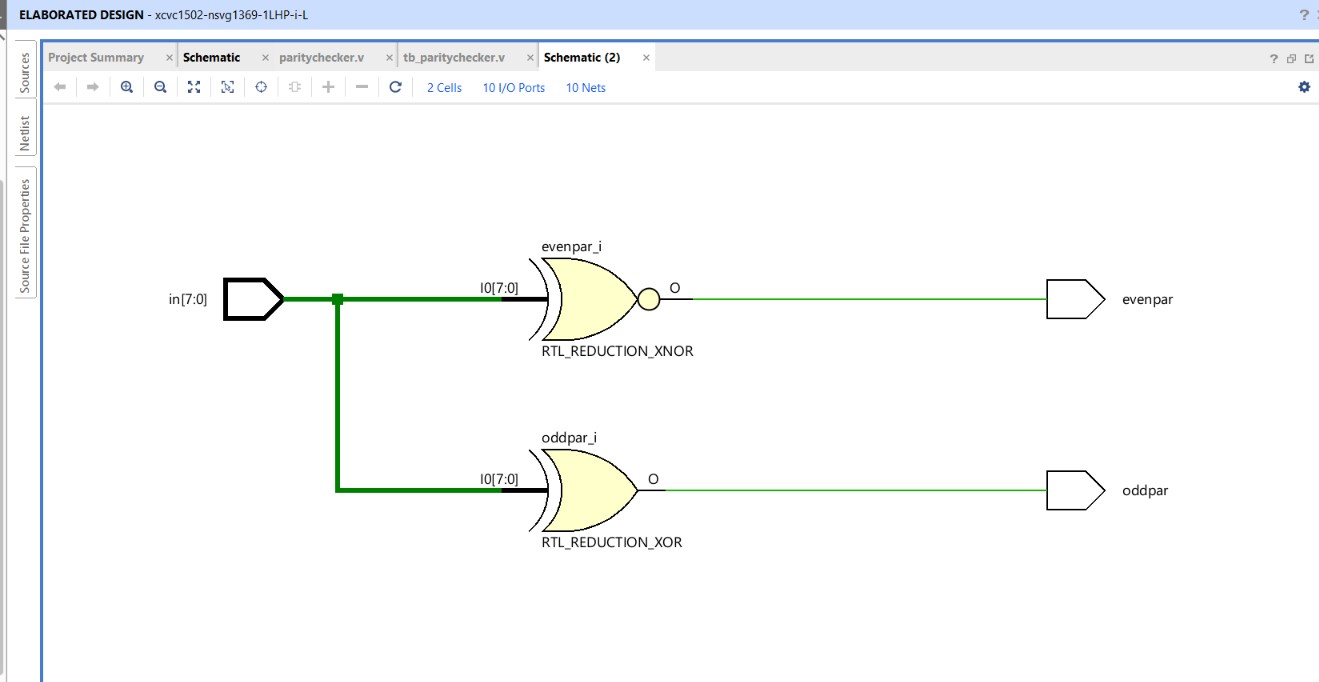 ELABORATED DESIGN - xcvc1502-nsvg1369-1LHP-i-L
?
Sources
Netlist
Source File Properties
Project Summary × Schematic × paritychecker.v × tb_paritychecker.v × Schematic (2) ×
?
2 Cells 10 I/O Ports 10 Nets
evenpar_i
in[7:0] I0[7:0] O evenpar
RTL_REDUCTION_XNOR
oddpar_i
I0[7:0] O oddpar
RTL_REDUCTION_XOR